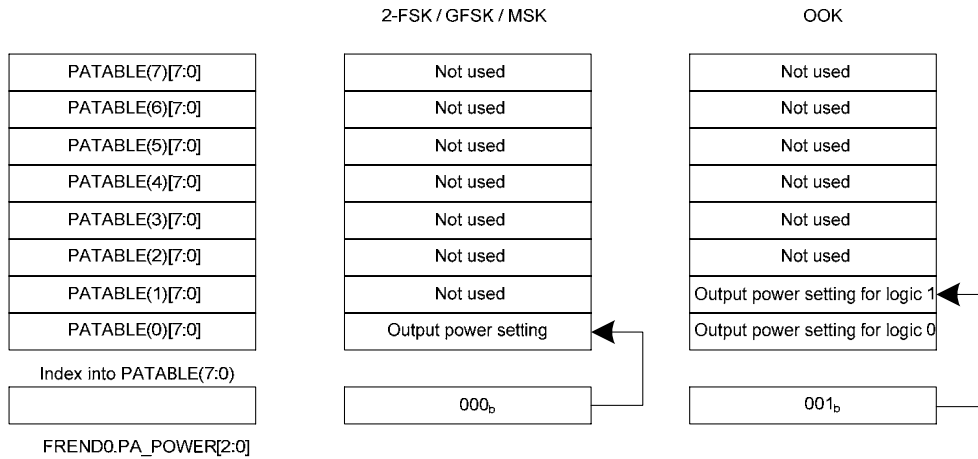 2-FSK / GFSK / MSK OOK
PATABLE(7)[7:0] Not used Not used
PATABLE(6)[7:0] Not used Not used
PATABLE(5)[7:0] Not used Not used
PATABLE(4)[7:0] Not used Not used
PATABLE(3)[7:0] Not used Not used
PATABLE(2)[7:0] Not used Not used
PATABLE(1)[7:0] Not used Output power setting for logic 1
PATABLE(0)[7:0] Output power setting Output power setting for logic 0
Index into PATABLE(7:0)
000b 001b
FREND0.PA_POWER[2:0]